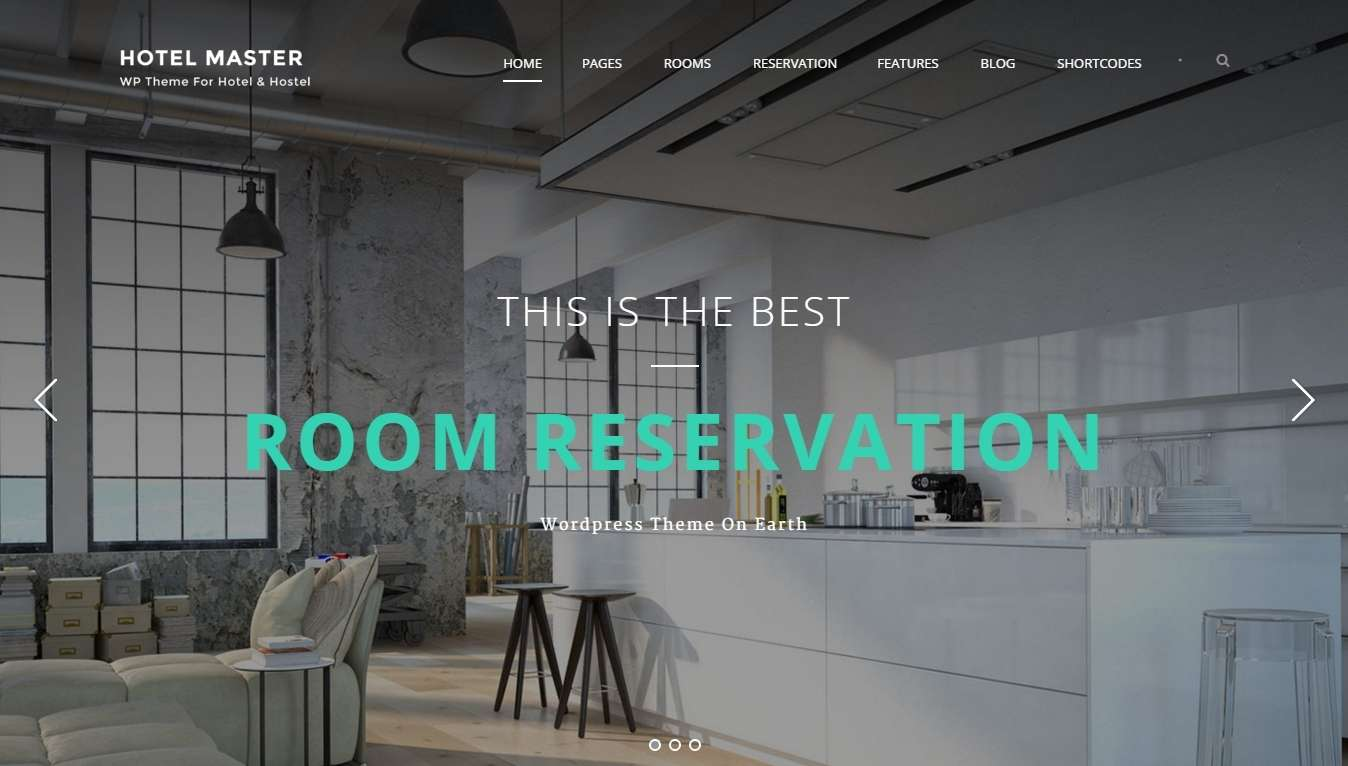 HOTEL MASTER
WP Theme For Hotel & Hostel
HOME PAGES ROOMS RESERVATION FEATURES BLOG SHORTCODES
THIS IS THE BEST
ROOM RESERVATION
Wordpress Theme On Earth